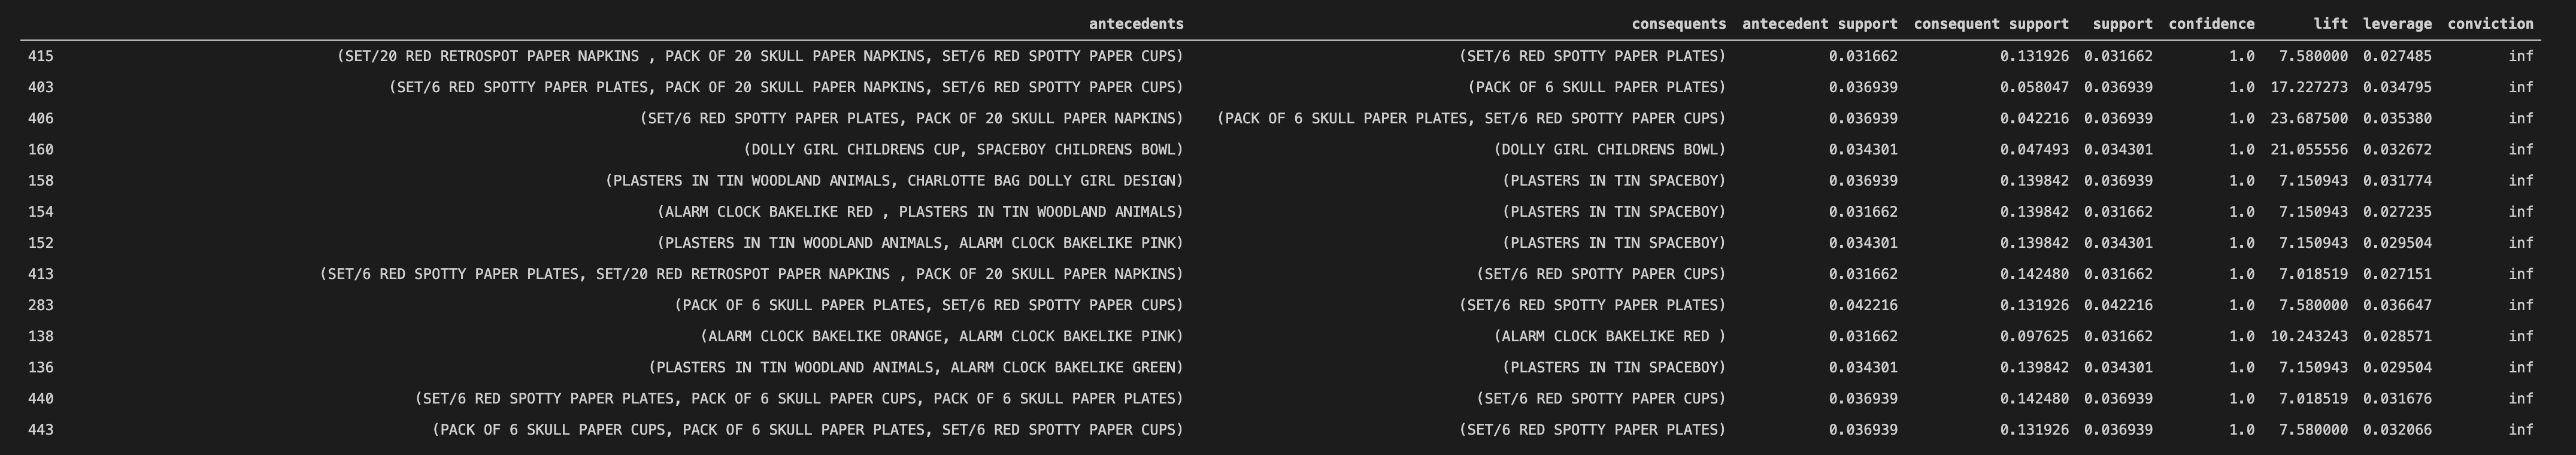 antecedents consequents antecedent support consequent support support confidence lift leverage conviction
415 (SET/20 RED RETROSPOT PAPER NAPKINS , PACK OF 20 SKULL PAPER NAPKINS, SET/6 RED SPOTTY PAPER CUPS) (SET/6 RED SPOTTY PAPER PLATES) 0.031662 0.131926 0.031662 1.0 7.580000 0.027485 inf
403 (SET/6 RED SPOTTY PAPER PLATES, PACK OF 20 SKULL PAPER NAPKINS, SET/6 RED SPOTTY PAPER CUPS) (PACK OF 6 SKULL PAPER PLATES) 0.036939 0.058047 0.036939 1.0 17.227273 0.034795 inf
406 (SET/6 RED SPOTTY PAPER PLATES, PACK OF 20 SKULL PAPER NAPKINS) (PACK OF 6 SKULL PAPER PLATES, SET/6 RED SPOTTY PAPER CUPS) 0.036939 0.042216 0.036939 1.0 23.687500 0.035380 inf
160 (DOLLY GIRL CHILDRENS CUP, SPACEBOY CHILDRENS BOWL) (DOLLY GIRL CHILDRENS BOWL) 0.034301 0.047493 0.034301 1.0 21.055556 0.032672 inf
158 (PLASTERS IN TIN WOODLAND ANIMALS, CHARLOTTE BAG DOLLY GIRL DESIGN) (PLASTERS IN TIN SPACEBOY) 0.036939 0.139842 0.036939 1.0 7.150943 0.031774 inf
154 (ALARM CLOCK BAKELIKE RED , PLASTERS IN TIN WOODLAND ANIMALS) (PLASTERS IN TIN SPACEBOY) 0.031662 0.139842 0.031662 1.0 7.150943 0.027235 inf
152 (PLASTERS IN TIN WOODLAND ANIMALS, ALARM CLOCK BAKELIKE PINK) (PLASTERS IN TIN SPACEBOY) 0.034301 0.139842 0.034301 1.0 7.150943 0.029504 inf
413 (SET/6 RED SPOTTY PAPER PLATES, SET/20 RED RETROSPOT PAPER NAPKINS , PACK OF 20 SKULL PAPER NAPKINS) (SET/6 RED SPOTTY PAPER CUPS) 0.031662 0.142480 0.031662 1.0 7.018519 0.027151 inf
283 (PACK OF 6 SKULL PAPER PLATES, SET/6 RED SPOTTY PAPER CUPS) (SET/6 RED SPOTTY PAPER PLATES) 0.042216 0.131926 0.042216 1.0 7.580000 0.036647 inf
138 (ALARM CLOCK BAKELIKE ORANGE, ALARM CLOCK BAKELIKE PINK) (ALARM CLOCK BAKELIKE RED ) 0.031662 0.097625 0.031662 1.0 10.243243 0.028571 inf
136 (PLASTERS IN TIN WOODLAND ANIMALS, ALARM CLOCK BAKELIKE GREEN) (PLASTERS IN TIN SPACEBOY) 0.034301 0.139842 0.034301 1.0 7.150943 0.029504 inf
440 (SET/6 RED SPOTTY PAPER PLATES, PACK OF 6 SKULL PAPER CUPS, PACK OF 6 SKULL PAPER PLATES) (SET/6 RED SPOTTY PAPER CUPS) 0.036939 0.142480 0.036939 1.0 7.018519 0.031676 inf
443 (PACK OF 6 SKULL PAPER CUPS, PACK OF 6 SKULL PAPER PLATES, SET/6 RED SPOTTY PAPER CUPS) (SET/6 RED SPOTTY PAPER PLATES) 0.036939 0.131926 0.036939 1.0 7.580000 0.032066 inf